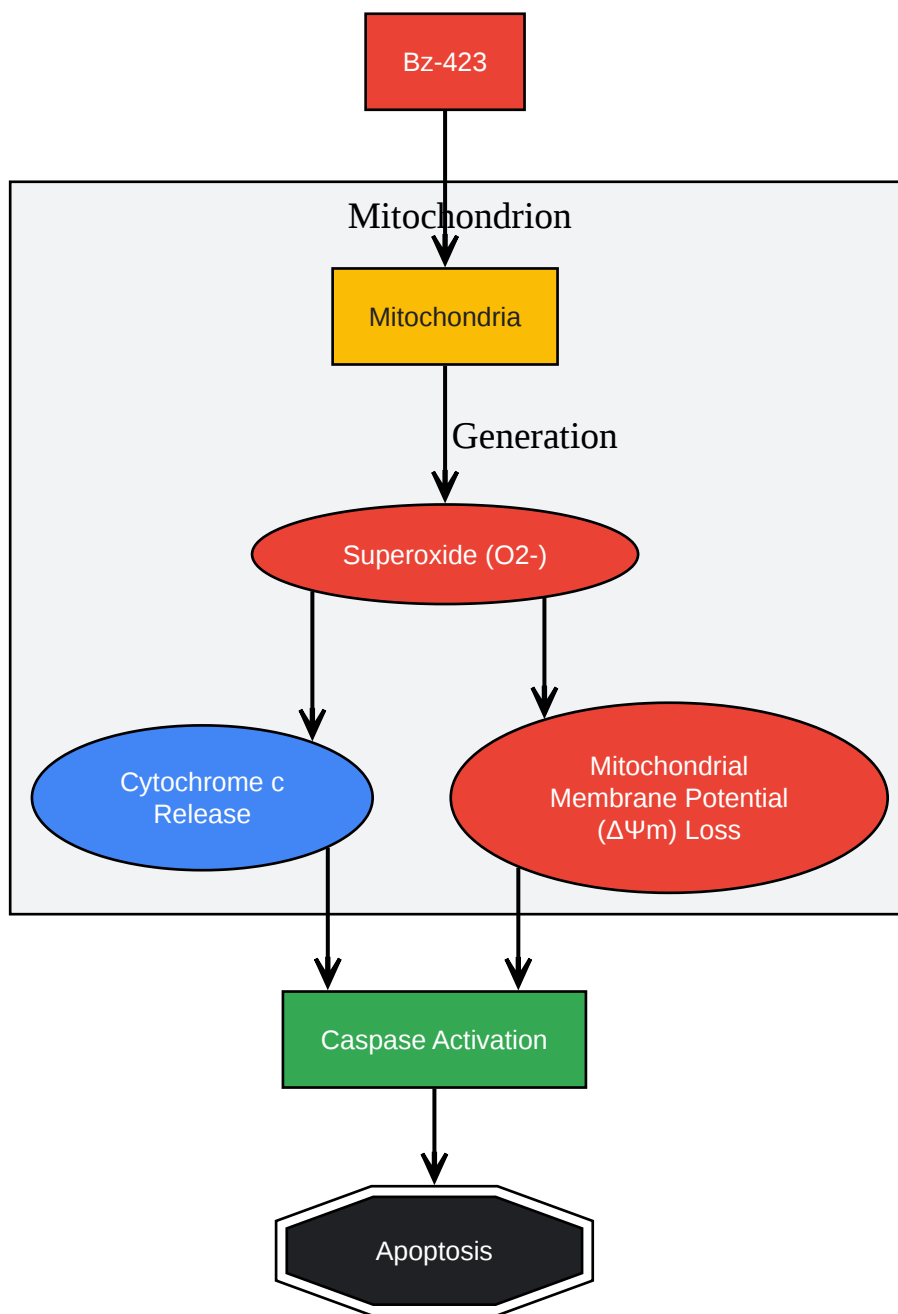 Bz-423
Mitochondrion
Mitochondria
Generation
Superoxide (O2-)
Cytochrome c
Release
Mitochondrial
Membrane Potential
(ΔΨm) Loss
Caspase Activation
Apoptosis